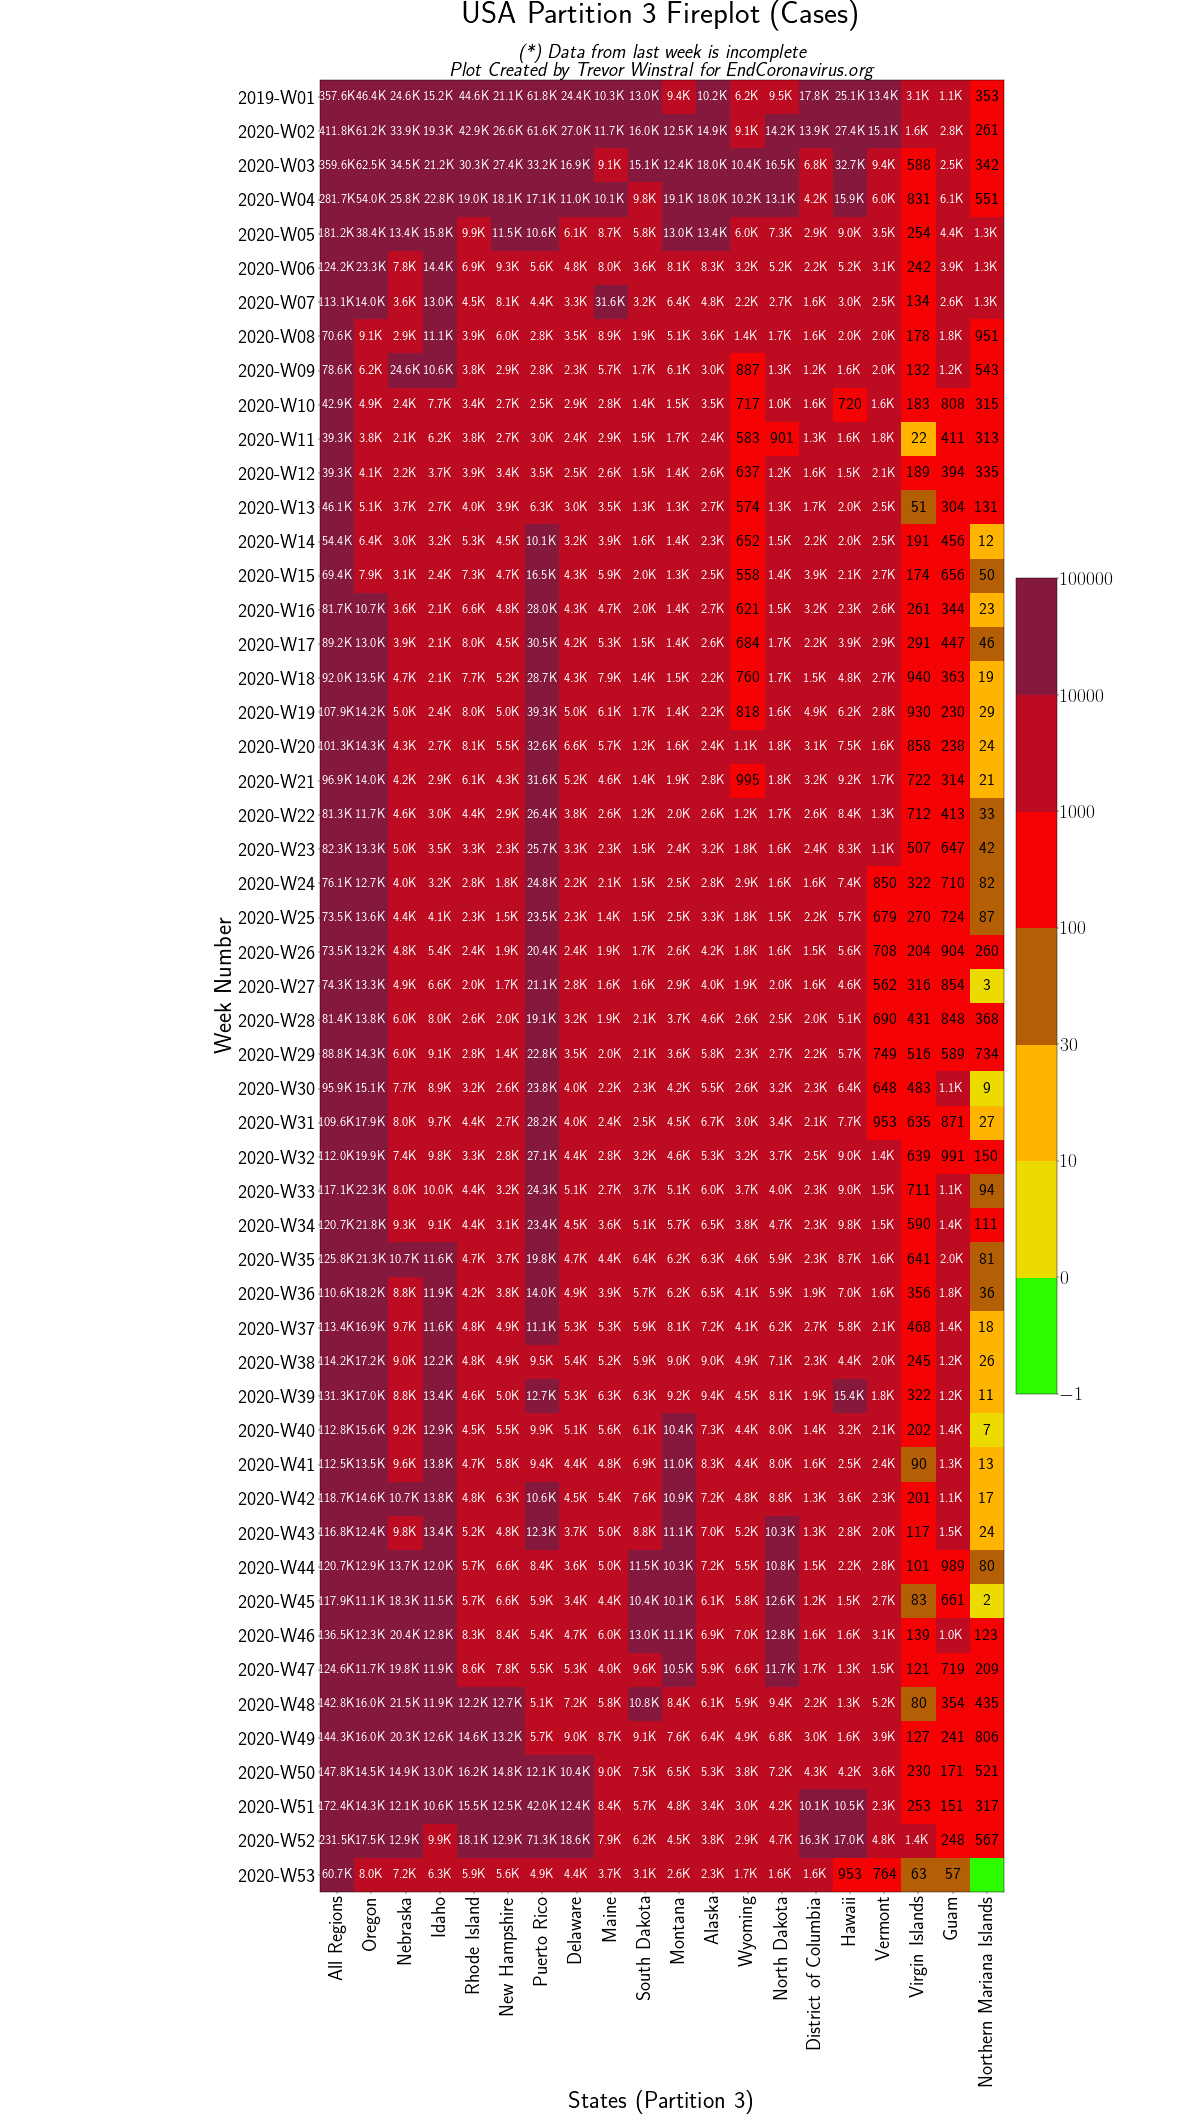 USA Partition 3 Fireplot (Cases)
(*) Data from last week is incomplete
Plot Created by Trevor Winstral for EndCoronavirus.org
2019-W01 357.6K 46.4K 24.6K 15.2K 44.6K 21.1K 61.8K 24.4K 10.3K 13.0K 9.4K 10.2K 6.2K 9.5K 17.8K 25.1K 13.4K 3.1K 1.1K 353
2020-W02 411.8K 61.2K 33.9K 19.3K 42.9K 26.6K 61.6K 27.0K 11.7K 16.0K 12.5K 14.9K 9.1K 14.2K 13.9K 27.4K 15.1K 1.6K 2.8K 261
2020-W03 359.6K 62.5K 34.5K 21.2K 30.3K 27.4K 33.2K 16.9K 9.1K 15.1K 12.4K 18.0K 10.4K 16.5K 6.8K 32.7K 9.4K 588 2.5K 342
2020-W04 281.7K 54.0K 25.8K 22.8K 19.0K 18.1K 17.1K 11.0K 10.1K 9.8K 19.1K 18.0K 10.2K 13.1K 4.2K 15.9K 6.0K 831 6.1K 551
2020-W05 181.2K 38.4K 13.4K 15.8K 9.9K 11.5K 10.6K 6.1K 8.7K 5.8K 13.0K 13.4K 6.0K 7.3K 2.9K 9.0K 3.5K 254 4.4K 1.3K
2020-W06 124.2K 23.3K 7.8K 14.4K 6.9K 9.3K 5.6K 4.8K 8.0K 3.6K 8.1K 8.3K 3.2K 5.2K 2.2K 5.2K 3.1K 242 3.9K 1.3K
2020-W07 113.1K 14.0K 3.6K 13.0K 4.5K 8.1K 4.4K 3.3K 31.6K 3.2K 6.4K 4.8K 2.2K 2.7K 1.6K 3.0K 2.5K 134 2.6K 1.3K
2020-W08 70.6K 9.1K 2.9K 11.1K 3.9K 6.0K 2.8K 3.5K 8.9K 1.9K 5.1K 3.6K 1.4K 1.7K 1.6K 2.0K 2.0K 178 1.8K 951
2020-W09 78.6K 6.2K 24.6K 10.6K 3.8K 2.9K 2.8K 2.3K 5.7K 1.7K 6.1K 3.0K 887 1.3K 1.2K 1.6K 2.0K 132 1.2K 543
2020-W10 42.9K 4.9K 2.4K 7.7K 3.4K 2.7K 2.5K 2.9K 2.8K 1.4K 1.5K 3.5K 717 1.0K 1.6K 720 1.6K 183 808 315
2020-W11 39.3K 3.8K 2.1K 6.2K 3.8K 2.7K 3.0K 2.4K 2.9K 1.5K 1.7K 2.4K 583 901 1.3K 1.6K 1.8K 22 411 313
2020-W12 39.3K 4.1K 2.2K 3.7K 3.9K 3.4K 3.5K 2.5K 2.6K 1.5K 1.4K 2.6K 637 1.2K 1.6K 1.5K 2.1K 189 394 335
2020-W13 46.1K 5.1K 3.7K 2.7K 4.0K 3.9K 6.3K 3.0K 3.5K 1.3K 1.3K 2.7K 574 1.3K 1.7K 2.0K 2.5K 51 304 131
2020-W14 54.4K 6.4K 3.0K 3.2K 5.3K 4.5K 10.1K 3.2K 3.9K 1.6K 1.4K 2.3K 652 1.5K 2.2K 2.0K 2.5K 191 456 12
2020-W15 69.4K 7.9K 3.1K 2.4K 7.3K 4.7K 16.5K 4.3K 5.9K 2.0K 1.3K 2.5K 558 1.4K 3.9K 2.1K 2.7K 174 656 50
2020-W16 81.7K 10.7K 3.6K 2.1K 6.6K 4.8K 28.0K 4.3K 4.7K 2.0K 1.4K 2.7K 621 1.5K 3.2K 2.3K 2.6K 261 344 23
2020-W17 89.2K 13.0K 3.9K 2.1K 8.0K 4.5K 30.5K 4.2K 5.3K 1.5K 1.4K 2.6K 684 1.7K 2.2K 3.9K 2.9K 291 447 46
2020-W18 92.0K 13.5K 4.7K 2.1K 7.7K 5.2K 28.7K 4.3K 7.9K 1.4K 1.5K 2.2K 760 1.7K 1.5K 4.8K 2.7K 940 363 19
2020-W19 107.9K 14.2K 5.0K 2.4K 8.0K 5.0K 39.3K 5.0K 6.1K 1.7K 1.4K 2.2K 818 1.6K 4.9K 6.2K 2.8K 930 230 29
2020-W20 101.3K 14.3K 4.3K 2.7K 8.1K 5.5K 32.6K 6.6K 5.7K 1.2K 1.6K 2.4K 1.1K 1.8K 3.1K 7.5K 1.6K 858 238 24
2020-W21 96.9K 14.0K 4.2K 2.9K 6.1K 4.3K 31.6K 5.2K 4.6K 1.4K 1.9K 2.8K 995 1.8K 3.2K 9.2K 1.7K 722 314 21
2020-W22 81.3K 11.7K 4.6K 3.0K 4.4K 2.9K 26.4K 3.8K 2.6K 1.2K 2.0K 2.6K 1.2K 1.7K 2.6K 8.4K 1.3K 712 413 33
2020-W23 82.3K 13.3K 5.0K 3.5K 3.3K 2.3K 25.7K 3.3K 2.3K 1.5K 2.4K 3.2K 1.8K 1.6K 2.4K 8.3K 1.1K 507 647 42
2020-W24 76.1K 12.7K 4.0K 3.2K 2.8K 1.8K 24.8K 2.2K 2.1K 1.5K 2.5K 2.8K 2.9K 1.6K 1.6K 7.4K 850 322 710 82
2020-W25 73.5K 13.6K 4.4K 4.1K 2.3K 1.5K 23.5K 2.3K 1.4K 1.5K 2.5K 3.3K 1.8K 1.5K 2.2K 5.7K 679 270 724 87
2020-W26 73.5K 13.2K 4.8K 5.4K 2.4K 1.9K 20.4K 2.4K 1.9K 1.7K 2.6K 4.2K 1.8K 1.6K 1.5K 5.6K 708 204 904 260
2020-W27 74.3K 13.3K 4.9K 6.6K 2.0K 1.7K 21.1K 2.8K 1.6K 1.6K 2.9K 4.0K 1.9K 2.0K 1.6K 4.6K 562 316 854 3
2020-W28 81.4K 13.8K 6.0K 8.0K 2.6K 2.0K 19.1K 3.2K 1.9K 2.1K 3.7K 4.6K 2.6K 2.5K 2.0K 5.1K 690 431 848 368
2020-W29 88.8K 14.3K 6.0K 9.1K 2.8K 1.4K 22.8K 3.5K 2.0K 2.1K 3.6K 5.8K 2.3K 2.7K 2.2K 5.7K 749 516 589 734
2020-W30 95.9K 15.1K 7.7K 8.9K 3.2K 2.6K 23.8K 4.0K 2.2K 2.3K 4.2K 5.5K 2.6K 3.2K 2.3K 6.4K 648 483 1.1K 9
2020-W31 109.6K 17.9K 8.0K 9.7K 4.4K 2.7K 28.2K 4.0K 2.4K 2.5K 4.5K 6.7K 3.0K 3.4K 2.1K 7.7K 953 635 871 27
2020-W32 112.0K 19.9K 7.4K 9.8K 3.3K 2.8K 27.1K 4.4K 2.8K 3.2K 4.6K 5.3K 3.2K 3.7K 2.5K 9.0K 1.4K 639 991 150
2020-W33 117.1K 22.3K 8.0K 10.0K 4.4K 3.2K 24.3K 5.1K 2.7K 3.7K 5.1K 6.0K 3.7K 4.0K 2.3K 9.0K 1.5K 711 1.1K 94
2020-W34 120.7K 21.8K 9.3K 9.1K 4.4K 3.1K 23.4K 4.5K 3.6K 5.1K 5.7K 6.5K 3.8K 4.7K 2.3K 9.8K 1.5K 590 1.4K 111
2020-W35 125.8K 21.3K 10.7K 11.6K 4.7K 3.7K 19.8K 4.7K 4.4K 6.4K 6.2K 6.3K 4.6K 5.9K 2.3K 8.7K 1.6K 641 2.0K 81
2020-W36 110.6K 18.2K 8.8K 11.9K 4.2K 3.8K 14.0K 4.9K 3.9K 5.7K 6.2K 6.5K 4.1K 5.9K 1.9K 7.0K 1.6K 356 1.8K 36
2020-W37 113.4K 16.9K 9.7K 11.6K 4.8K 4.9K 11.1K 5.3K 5.3K 5.9K 8.1K 7.2K 4.1K 6.2K 2.7K 5.8K 2.1K 468 1.4K 18
2020-W38 114.2K 17.2K 9.0K 12.2K 4.8K 4.9K 9.5K 5.4K 5.2K 5.9K 9.0K 9.0K 4.9K 7.1K 2.3K 4.4K 2.0K 245 1.2K 26
2020-W39 131.3K 17.0K 8.8K 13.4K 4.6K 5.0K 12.7K 5.3K 6.3K 6.3K 9.2K 9.4K 4.5K 8.1K 1.9K 15.4K 1.8K 322 1.2K 11
2020-W40 112.8K 15.6K 9.2K 12.9K 4.5K 5.5K 9.9K 5.1K 5.6K 6.1K 10.4K 7.3K 4.4K 8.0K 1.4K 3.2K 2.1K 202 1.4K 7
2020-W41 112.5K 13.5K 9.6K 13.8K 4.7K 5.8K 9.4K 4.4K 4.8K 6.9K 11.0K 8.3K 4.4K 8.0K 1.6K 2.5K 2.4K 90 1.3K 13
2020-W42 118.7K 14.6K 10.7K 13.8K 4.8K 6.3K 10.6K 4.5K 5.4K 7.6K 10.9K 7.2K 4.8K 8.8K 1.3K 3.6K 2.3K 201 1.1K 17
2020-W43 116.8K 12.4K 9.8K 13.4K 5.2K 4.8K 12.3K 3.7K 5.0K 8.8K 11.1K 7.0K 5.2K 10.3K 1.3K 2.8K 2.0K 117 1.5K 24
2020-W44 120.7K 12.9K 13.7K 12.0K 5.7K 6.6K 8.4K 3.6K 5.0K 11.5K 10.3K 7.2K 5.5K 10.8K 1.5K 2.2K 2.8K 101 989 80
2020-W45 117.9K 11.1K 18.3K 11.5K 5.7K 6.6K 5.9K 3.4K 4.4K 10.4K 10.1K 6.1K 5.8K 12.6K 1.2K 1.5K 2.7K 83 661 2
2020-W46 136.5K 12.3K 20.4K 12.8K 8.3K 8.4K 5.4K 4.7K 6.0K 13.0K 11.1K 6.9K 7.0K 12.8K 1.6K 1.6K 3.1K 139 1.0K 123
2020-W47 124.6K 11.7K 19.8K 11.9K 8.6K 7.8K 5.5K 5.3K 4.0K 9.6K 10.5K 5.9K 6.6K 11.7K 1.7K 1.3K 1.5K 121 719 209
2020-W48 142.8K 16.0K 21.5K 11.9K 12.2K 12.7K 5.1K 7.2K 5.8K 10.8K 8.4K 6.1K 5.9K 9.4K 2.2K 1.3K 5.2K 80 354 435
2020-W49 144.3K 16.0K 20.3K 12.6K 14.6K 13.2K 5.7K 9.0K 8.7K 9.1K 7.6K 6.4K 4.9K 6.8K 3.0K 1.6K 3.9K 127 241 806
2020-W50 147.8K 14.5K 14.9K 13.0K 16.2K 14.8K 12.1K 10.4K 9.0K 7.5K 6.5K 5.3K 3.8K 7.2K 4.3K 4.2K 3.6K 230 171 521
2020-W51 172.4K 14.3K 12.1K 10.6K 15.5K 12.5K 42.0K 12.4K 8.4K 5.7K 4.8K 3.4K 3.0K 4.2K 10.1K 10.5K 2.3K 253 151 317
2020-W52 231.5K 17.5K 12.9K 9.9K 18.1K 12.9K 71.3K 18.6K 7.9K 6.2K 4.5K 3.8K 2.9K 4.7K 16.3K 17.0K 4.8K 1.4K 248 567
2020-W53 60.7K 8.0K 7.2K 6.3K 5.9K 5.6K 4.9K 4.4K 3.7K 3.1K 2.6K 2.3K 1.7K 1.6K 1.6K 953 764 63 57
Week Number
All Regions
Oregon
Nebraska
Idaho
Rhode Island
New Hampshire
Puerto Rico
Delaware
Maine
South Dakota
Montana
Alaska
Wyoming
North Dakota
District of Columbia
Hawaii
Vermont
Virgin Islands
Guam
Northern Mariana Islands
States (Partition 3)
100000
10000
1000
100
30
10
0
−1